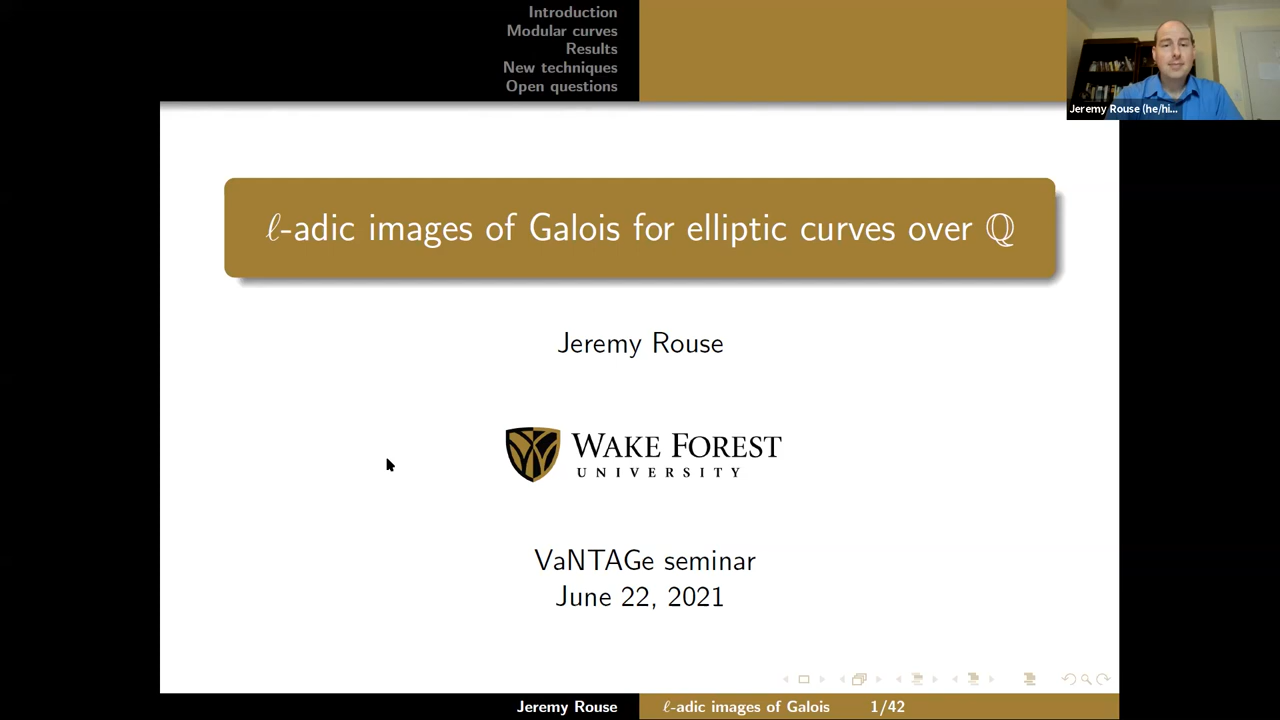 Introduction
Modular curves
Results
New techniques
Open questions
Jeremy Rouse (he/hi...
ℓ-adic images of Galois for elliptic curves over ℚ
Jeremy Rouse
WAKE FOREST
UNIVERSITY
VaNTAGe seminar
June 22, 2021
Jeremy Rouse
ℓ-adic images of Galois
1/42